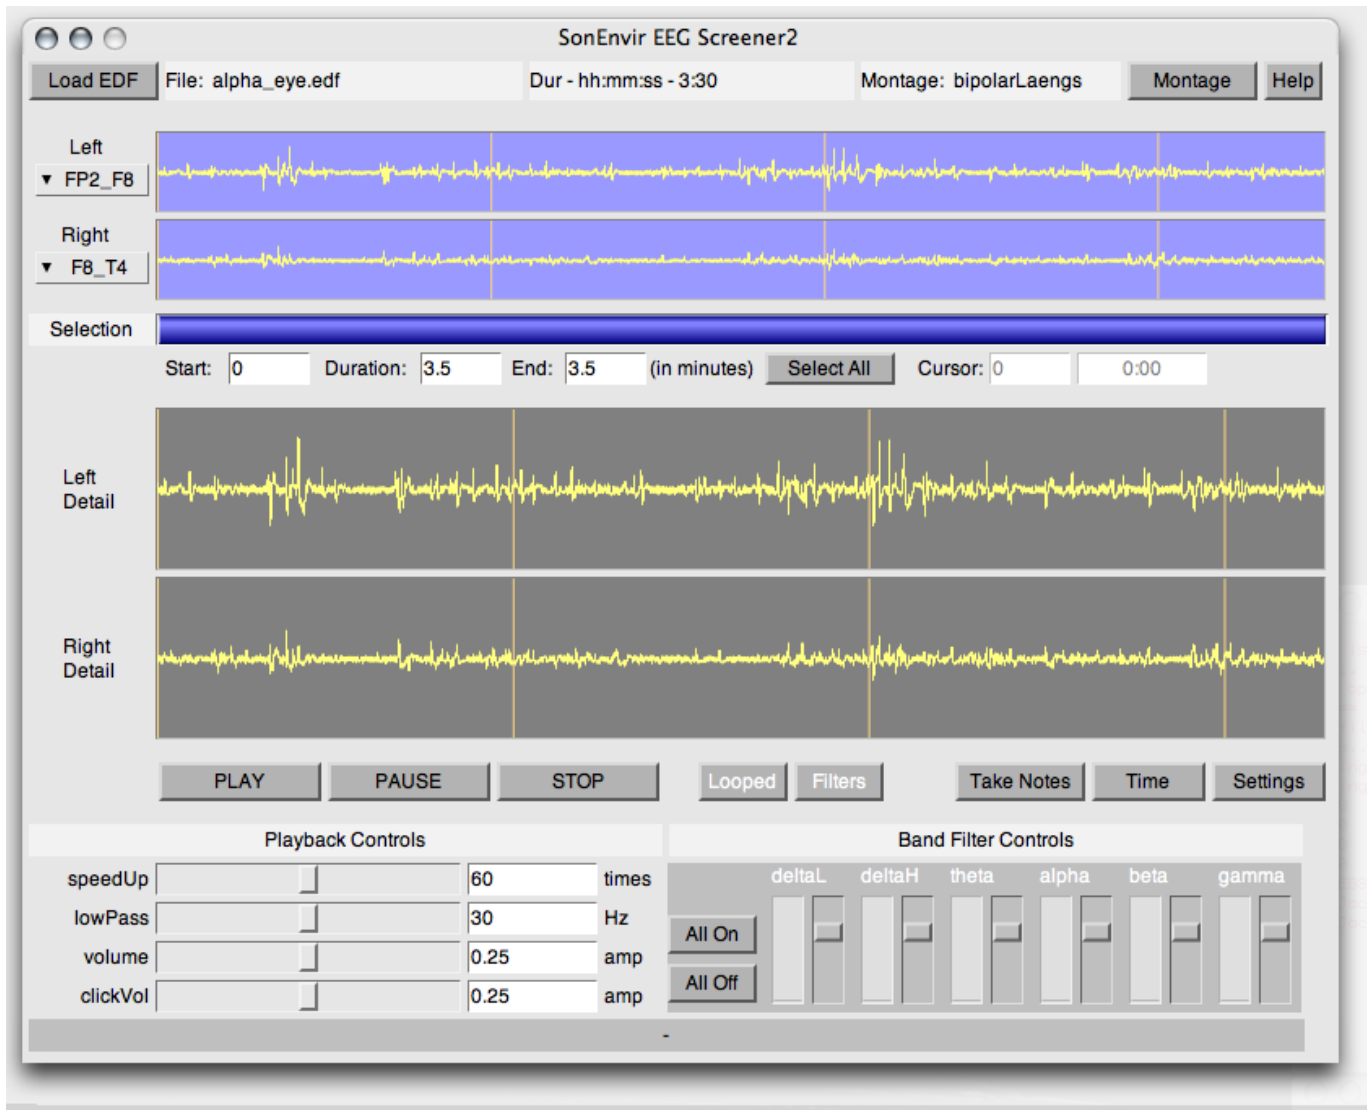 SonEnvir EEG Screener2
Load EDF File: alpha_eye.edf Dur - hh:mm:ss - 3:30 Montage: bipolarLaengs Montage Help
Left
▼ FP2_F8
Right
▼ F8_T4
Selection
Start: 0 Duration: 3.5 End: 3.5 (in minutes) Select All Cursor: 0 0:00
Left
Detail
Right
Detail
PLAY PAUSE STOP Looped Filters Take Notes Time Settings
Playback Controls Band Filter Controls
speedUp 60 times deltaL deltaH theta alpha beta gamma
lowPass 30 Hz All On
volume 0.25 amp
clickVol 0.25 amp All Off
-